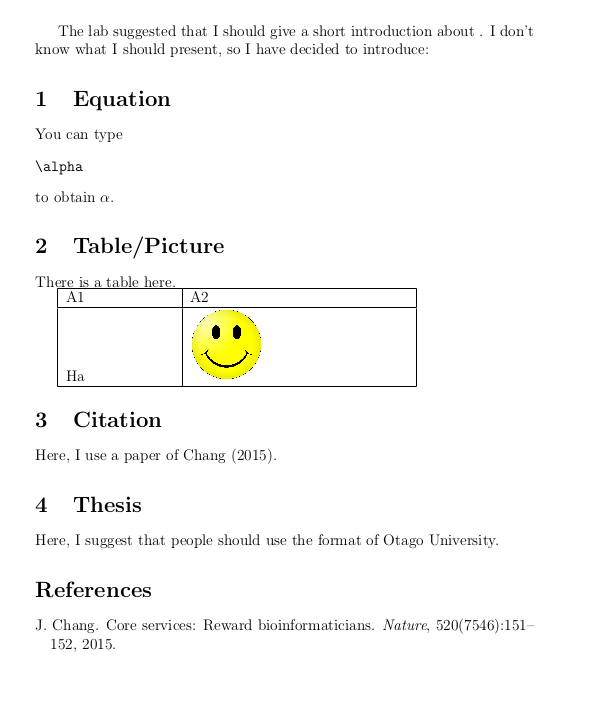 The lab suggested that I should give a short introduction about . I don't
know what I should present, so I have decided to introduce:
1 Equation
You can type
\alpha
to obtain α.
2 Table/Picture
There is a table here.
A1 A2
Ha
3 Citation
Here, I use a paper of Chang (2015).
4 Thesis
Here, I suggest that people should use the format of Otago University.
References
J. Chang. Core services: Reward bioinformaticians. Nature, 520(7546):151–
152, 2015.